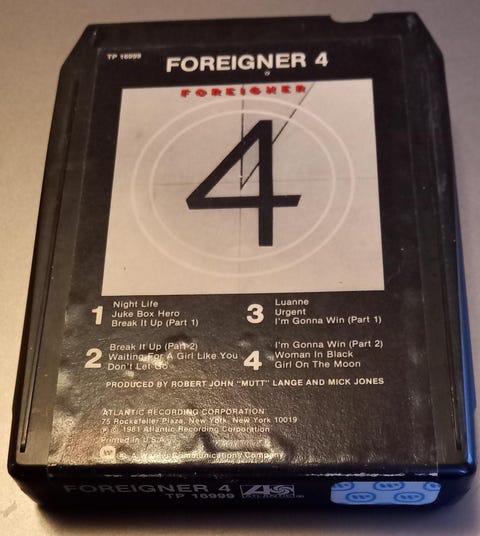 TP 16999
FOREIGNER 4
FOREIGNER
4
1 Night Life
Juke Box Hero
Break It Up (Part 1)
3 Luanne
Urgent
I'm Gonna Win (Part 1)
2 Break It Up (Part 2)
Waiting For A Girl Like You
Don't Let Go
4 I'm Gonna Win (Part 2)
Woman In Black
Girl On The Moon
PRODUCED BY ROBERT JOHN "MUTT" LANGE AND MICK JONES
ATLANTIC RECORDING CORPORATION
75 Rockefeller Plaza, New York, New York 10019
℗ © 1981 Atlantic Recording Corporation
Printed in U.S.A.
A Warner Communications Company
FOREIGNER 4
TP 16999 ATLANTIC